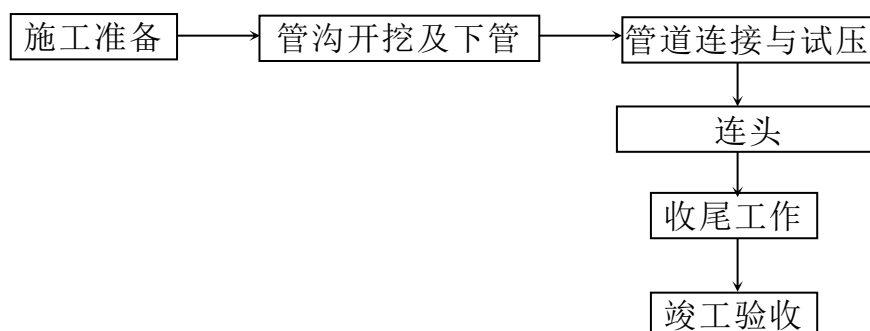 施工准备
管沟开挖及下管
管道连接与试压
连头
收尾工作
竣工验收